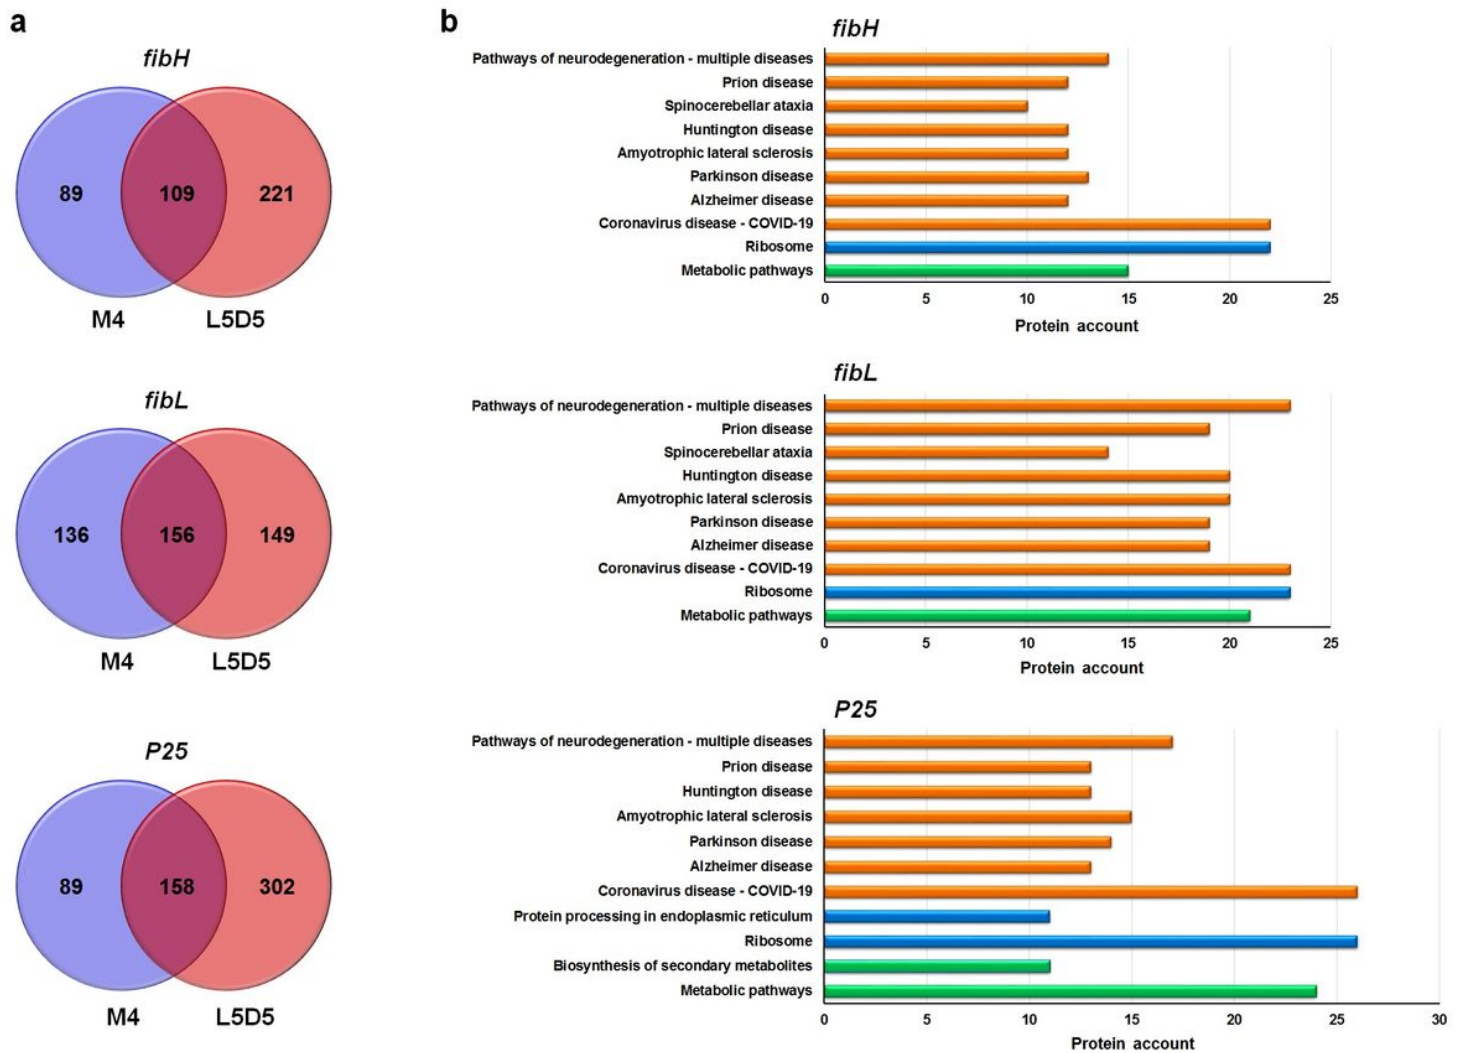 a
fibH
89
109
221
M4
L5D5
fibL
136
156
149
M4
L5D5
P25
89
158
302
M4
L5D5
b
fibH
Pathways of neurodegeneration - multiple diseases
Prion disease
Spinocerebellar ataxia
Huntington disease
Amyotrophic lateral sclerosis
Parkinson disease
Alzheimer disease
Coronavirus disease - COVID-19
Ribosome
Metabolic pathways
0 5 10 15 20 25
Protein account
fibL
Pathways of neurodegeneration - multiple diseases
Prion disease
Spinocerebellar ataxia
Huntington disease
Amyotrophic lateral sclerosis
Parkinson disease
Alzheimer disease
Coronavirus disease - COVID-19
Ribosome
Metabolic pathways
0 5 10 15 20 25
Protein account
P25
Pathways of neurodegeneration - multiple diseases
Prion disease
Huntington disease
Amyotrophic lateral sclerosis
Parkinson disease
Alzheimer disease
Coronavirus disease - COVID-19
Protein processing in endoplasmic reticulum
Ribosome
Biosynthesis of secondary metabolites
Metabolic pathways
0 5 10 15 20 25 30
Protein account